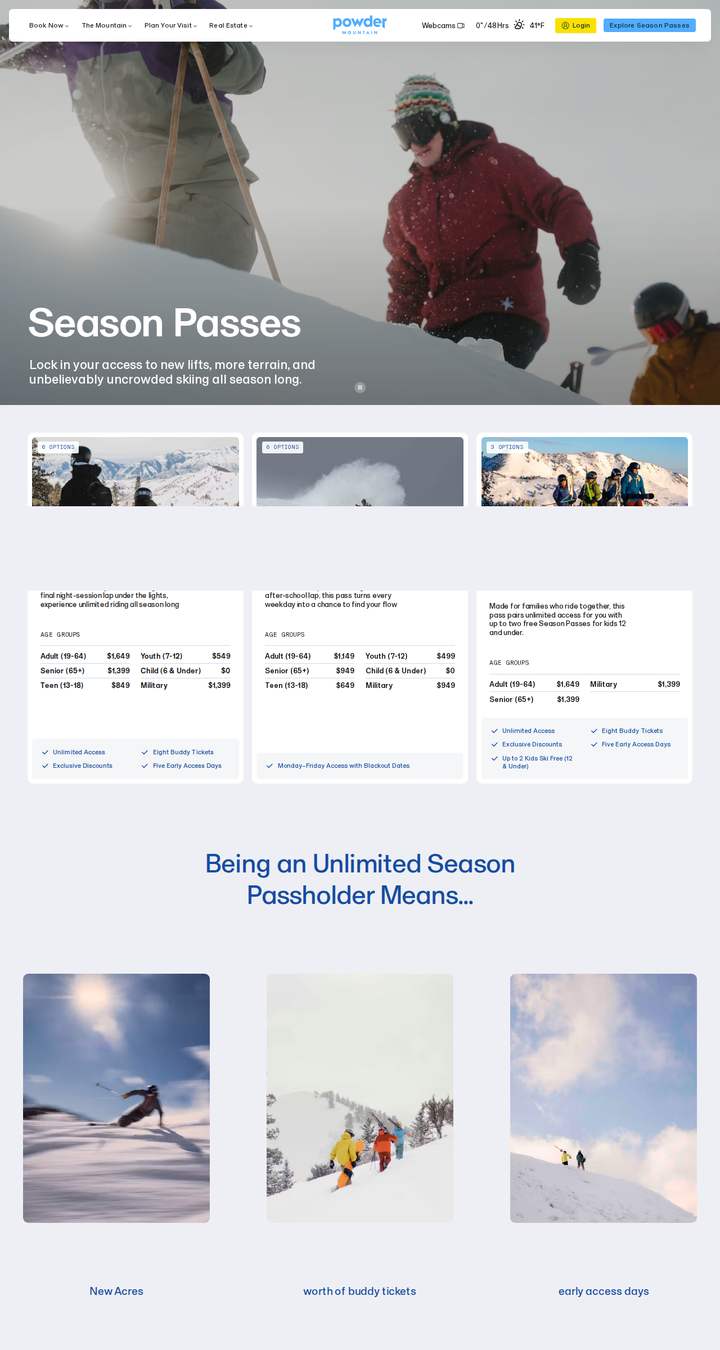 Book Now
The Mountain
Plan Your Visit
Real Estate
powder
MOUNTAIN
Webcams
0"/48Hrs
41°F
Login
Explore Season Passes
Season Passes
Lock in your access to new lifts, more terrain, and
unbelievably uncrowded skiing all season long.
6 OPTIONS
6 OPTIONS
3 OPTIONS
final night-session lap under the lights,
experience unlimited riding all season long
AGE GROUPS
Adult (19-64) $1,649 Youth (7-12) $549
Senior (65+) $1,399 Child (6 & Under) $0
Teen (13-18) $849 Military $1,399
Unlimited Access Eight Buddy Tickets
Exclusive Discounts Five Early Access Days
after-school lap, this pass turns every
weekday into a chance to find your flow
AGE GROUPS
Adult (19-64) $1,149 Youth (7-12) $499
Senior (65+) $949 Child (6 & Under) $0
Teen (13-18) $649 Military $949
Monday–Friday Access with Blackout Dates
Made for families who ride together, this
pass pairs unlimited access for you with
up to two free Season Passes for kids 12
and under.
AGE GROUPS
Adult (19-64) $1,649 Military $1,399
Senior (65+) $1,399
Unlimited Access Eight Buddy Tickets
Exclusive Discounts Five Early Access Days
Up to 2 Kids Ski Free (12
& Under)
Being an Unlimited Season
Passholder Means...
New Acres
worth of buddy tickets
early access days